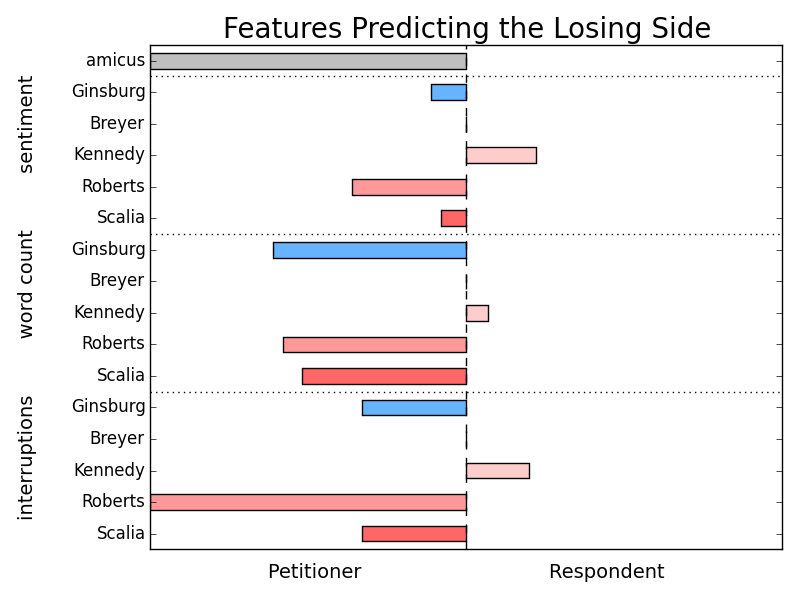 Features Predicting the Losing Side
amicus
sentiment
Ginsburg
Breyer
Kennedy
Roberts
Scalia
word count
Ginsburg
Breyer
Kennedy
Roberts
Scalia
interruptions
Ginsburg
Breyer
Kennedy
Roberts
Scalia
Petitioner
Respondent